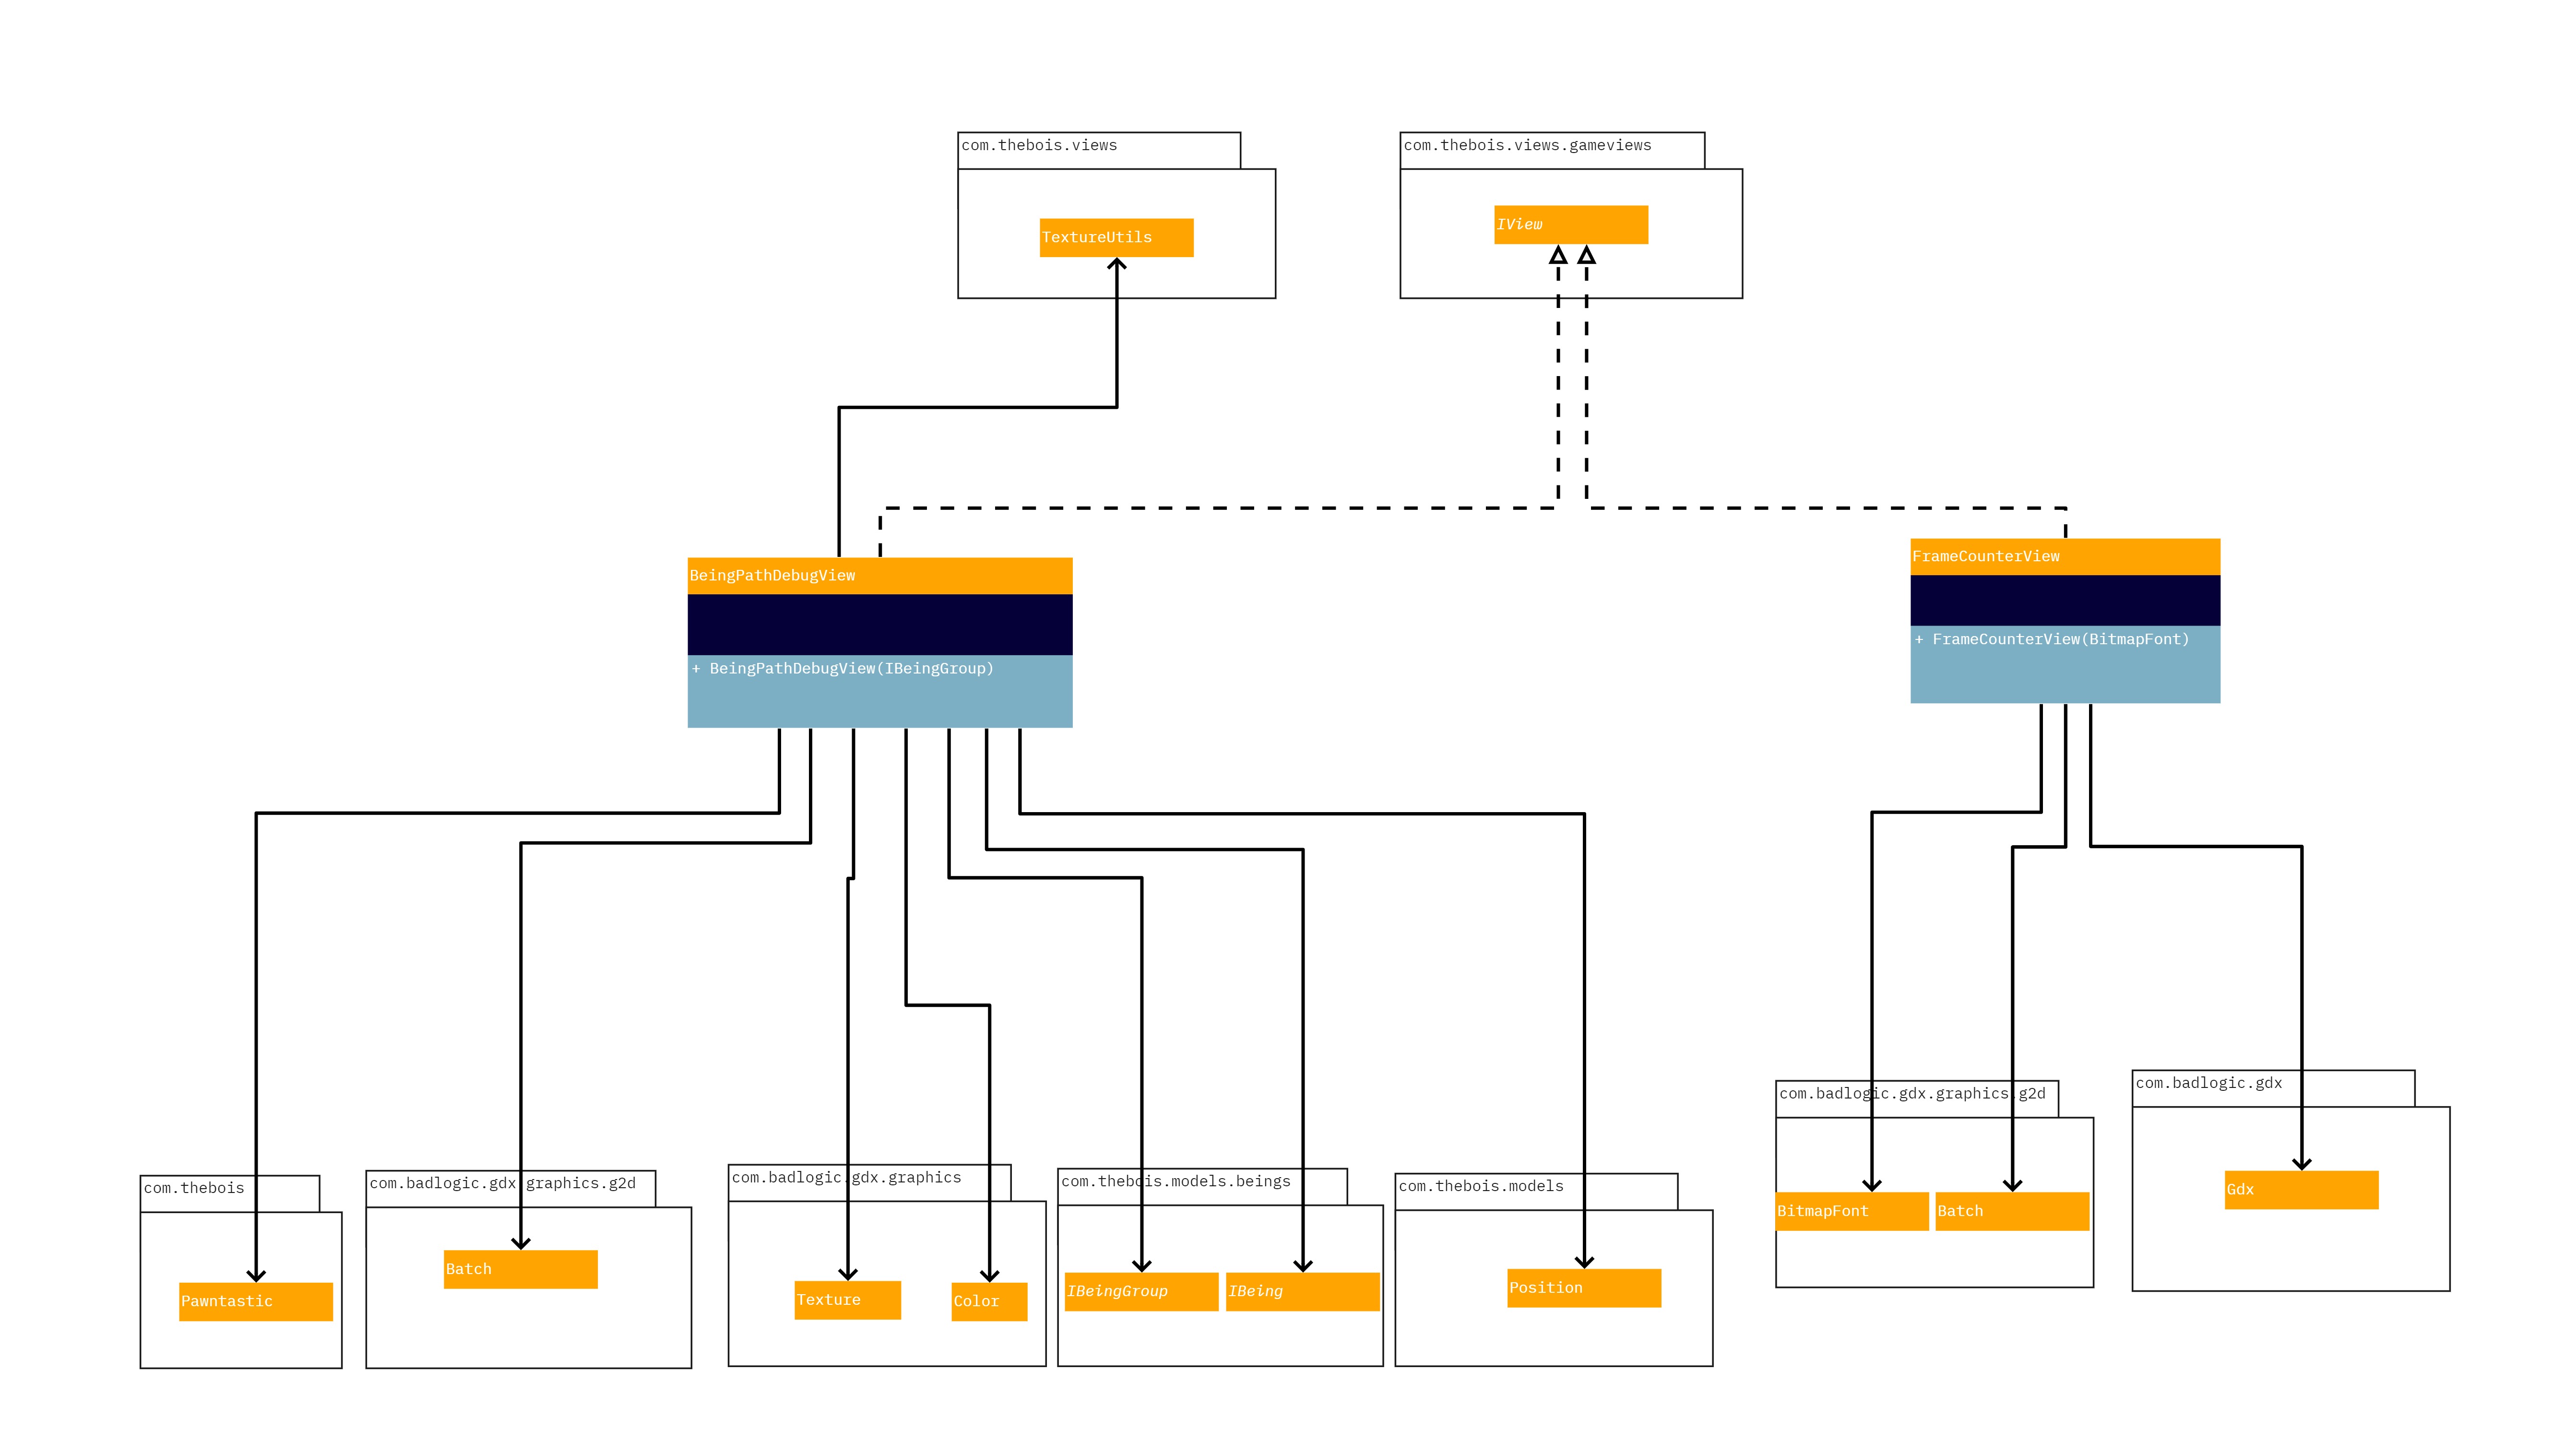 com.thebois.views
TextureUtils
com.thebois.views.gameviews
IView
BeingPathDebugView
+ BeingPathDebugView(IBeingGroup)
FrameCounterView
+ FrameCounterView(BitmapFont)
com.thebois
Pawntastic
com.badlogic.gdx.graphics.g2d
Batch
com.badlogic.gdx.graphics
Texture
Color
com.thebois.models.beings
IBeingGroup
IBeing
com.thebois.models
Position
com.badlogic.gdx.graphics.g2d
BitmapFont
Batch
com.badlogic.gdx
Gdx